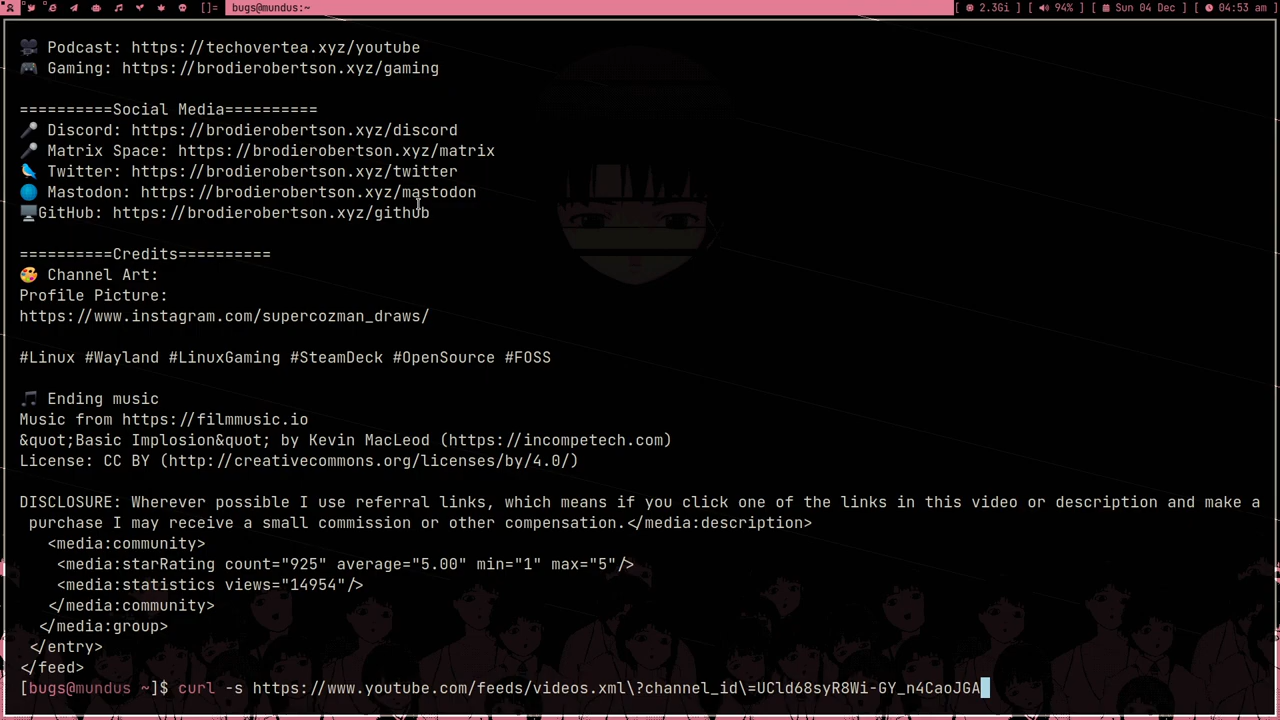 []= bugs@mundus:~ [ 2.3Gi ] [ 94% ] [ Sun 04 Dec ] [ 04:53 am ]
🎥 Podcast: https://techovertea.xyz/youtube
🎮 Gaming: https://brodierobertson.xyz/gaming
==========Social Media==========
🎤 Discord: https://brodierobertson.xyz/discord
🎤 Matrix Space: https://brodierobertson.xyz/matrix
🐦 Twitter: https://brodierobertson.xyz/twitter
🌐 Mastodon: https://brodierobertson.xyz/mastodon
🖥️GitHub: https://brodierobertson.xyz/github
==========Credits==========
🎨 Channel Art:
Profile Picture:
https://www.instagram.com/supercozman_draws/
#Linux #Wayland #LinuxGaming #SteamDeck #OpenSource #FOSS
🎵 Ending music
Music from https://filmmusic.io
&quot;Basic Implosion&quot; by Kevin MacLeod (https://incompetech.com)
License: CC BY (http://creativecommons.org/licenses/by/4.0/)
DISCLOSURE: Wherever possible I use referral links, which means if you click one of the links in this video or description and make a
purchase I may receive a small commission or other compensation.</media:description>
<media:community>
<media:starRating count="925" average="5.00" min="1" max="5"/>
<media:statistics views="14954"/>
</media:community>
</media:group>
</entry>
</feed>
[bugs@mundus ~]$ curl -s https://www.youtube.com/feeds/videos.xml\?channel_id\=UCld68syR8Wi-GY_n4CaoJGA